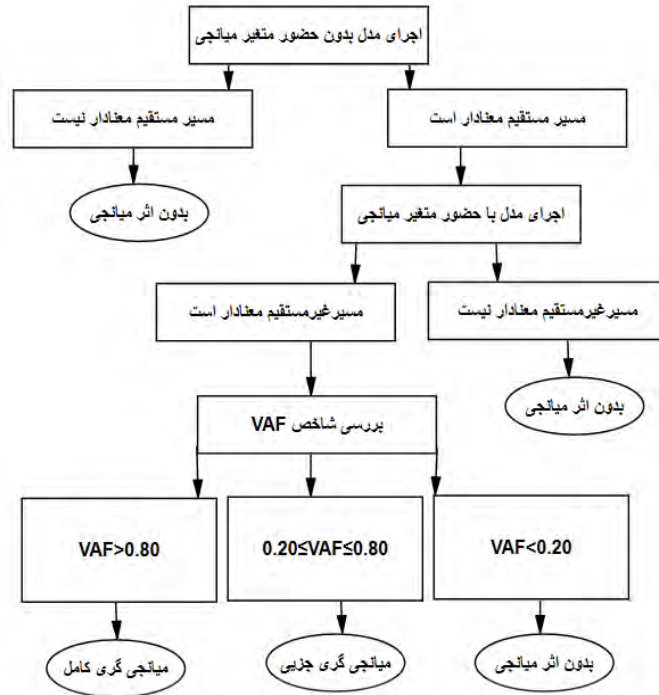 اجرای مدل بدون حضور متغیر میانجی
مسیر مستقیم معنادار است
مسیر مستقیم معنادار نیست
بدون اثر میانجی
اجرای مدل با حضور متغیر میانجی
مسیرغیرمستقیم معنادار نیست
مسیرغیرمستقیم معنادار است
بدون اثر میانجی
بررسی شاخص VAF
VAF<0.20
0.20≤VAF≤0.80
VAF>0.80
بدون اثر میانجی
میانجی گری جزیی
میانجی گری کامل